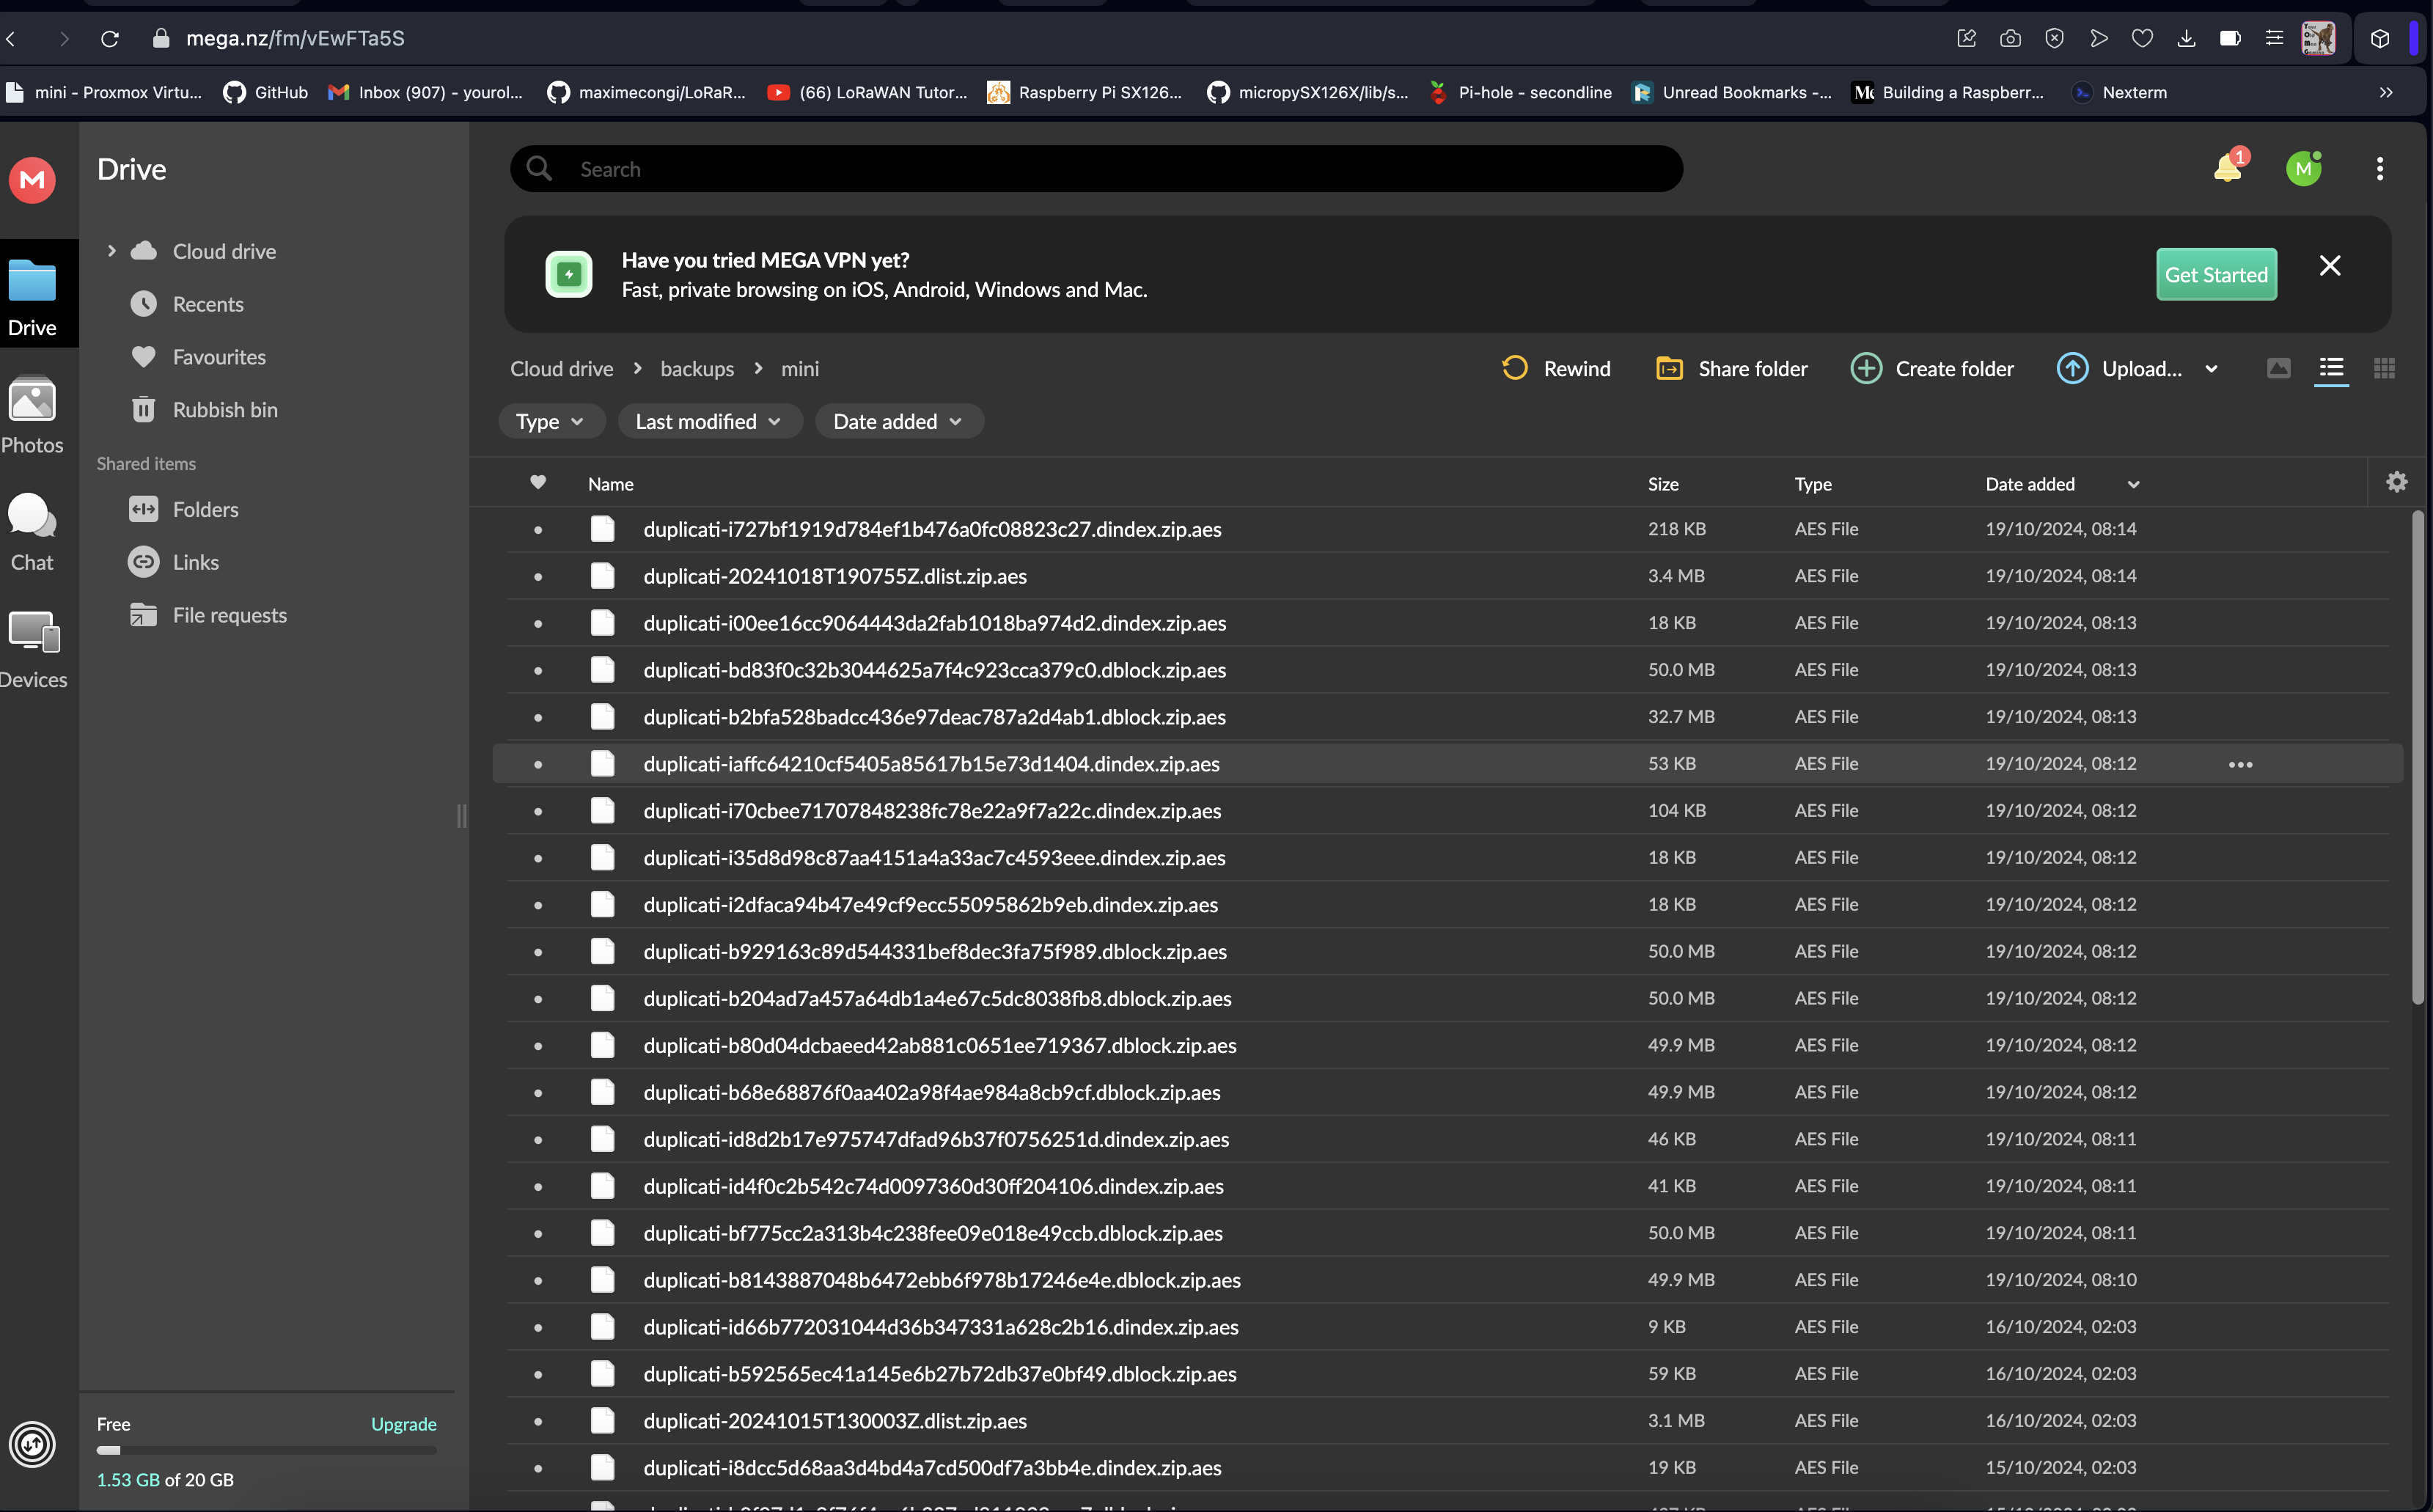 mega.nz/fm/vEwFTa5S
mini - Proxmox Virtu...
GitHub
Inbox (907) - yourol...
maximecongi/LoRaR...
(66) LoRaWAN Tutor...
Raspberry Pi SX126...
micropySX126X/lib/s...
Pi-hole - secondline
Unread Bookmarks -...
Building a Raspberr...
Nexterm
Drive
Search
1
M
Cloud drive
Recents
Favourites
Rubbish bin
Shared items
Folders
Links
File requests
Drive
Photos
Chat
Devices
Have you tried MEGA VPN yet?
Fast, private browsing on iOS, Android, Windows and Mac.
Get Started
Cloud drive > backups > mini
Rewind
Share folder
Create folder
Upload...
Type
Last modified
Date added
Name Size Type Date added
duplicati-i727bf1919d784ef1b476a0fc08823c27.dindex.zip.aes 218 KB AES File 19/10/2024, 08:14
duplicati-20241018T190755Z.dlist.zip.aes 3.4 MB AES File 19/10/2024, 08:14
duplicati-i00ee16cc9064443da2fab1018ba974d2.dindex.zip.aes 18 KB AES File 19/10/2024, 08:13
duplicati-bd83f0c32b3044625a7f4c923cca379c0.dblock.zip.aes 50.0 MB AES File 19/10/2024, 08:13
duplicati-b2bfa528badcc436e97deac787a2d4ab1.dblock.zip.aes 32.7 MB AES File 19/10/2024, 08:13
duplicati-iaffc64210cf5405a85617b15e73d1404.dindex.zip.aes 53 KB AES File 19/10/2024, 08:12
duplicati-i70cbee71707848238fc78e22a9f7a22c.dindex.zip.aes 104 KB AES File 19/10/2024, 08:12
duplicati-i35d8d98c87aa4151a4a33ac7c4593eee.dindex.zip.aes 18 KB AES File 19/10/2024, 08:12
duplicati-i2dfaca94b47e49cf9ecc55095862b9eb.dindex.zip.aes 18 KB AES File 19/10/2024, 08:12
duplicati-b929163c89d544331bef8dec3fa75f989.dblock.zip.aes 50.0 MB AES File 19/10/2024, 08:12
duplicati-b204ad7a457a64db1a4e67c5dc8038fb8.dblock.zip.aes 50.0 MB AES File 19/10/2024, 08:12
duplicati-b80d04dcbaeed42ab881c0651ee719367.dblock.zip.aes 49.9 MB AES File 19/10/2024, 08:12
duplicati-b68e68876f0aa402a98f4ae984a8cb9cf.dblock.zip.aes 49.9 MB AES File 19/10/2024, 08:12
duplicati-id8d2b17e975747dfad96b37f0756251d.dindex.zip.aes 46 KB AES File 19/10/2024, 08:11
duplicati-id4f0c2b542c74d0097360d30ff204106.dindex.zip.aes 41 KB AES File 19/10/2024, 08:11
duplicati-bf775cc2a313b4c238fee09e018e49ccb.dblock.zip.aes 50.0 MB AES File 19/10/2024, 08:11
duplicati-b8143887048b6472ebb6f978b17246e4e.dblock.zip.aes 49.9 MB AES File 19/10/2024, 08:10
duplicati-id66b772031044d36b347331a628c2b16.dindex.zip.aes 9 KB AES File 16/10/2024, 02:03
duplicati-b592565ec41a145e6b27b72db37e0bf49.dblock.zip.aes 59 KB AES File 16/10/2024, 02:03
duplicati-20241015T130003Z.dlist.zip.aes 3.1 MB AES File 16/10/2024, 02:03
duplicati-i8dcc5d68aa3d4bd4a7cd500df7a3bb4e.dindex.zip.aes 19 KB AES File 15/10/2024, 02:03
Free
Upgrade
1.53 GB of 20 GB